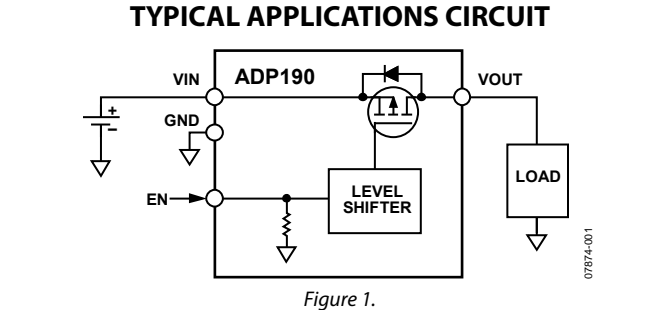 TYPICAL APPLICATIONS CIRCUIT
VIN
ADP190
VOUT
+
–
GND
EN
LEVEL
SHIFTER
LOAD
07874-001
Figure 1.